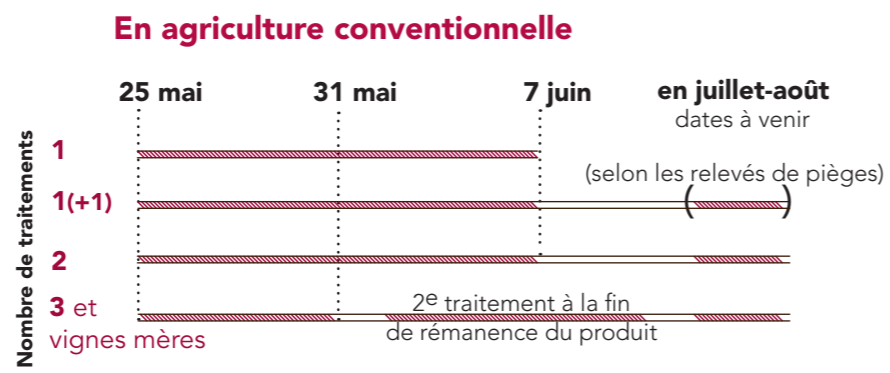 En agriculture conventionnelle
25 mai 31 mai 7 juin en juillet-août
dates à venir
Nombre de traitements
1
(selon les relevés de pièges)
1(+1) ( )
2
3 et
vignes mères
2e traitement à la fin
de rémanence du produit